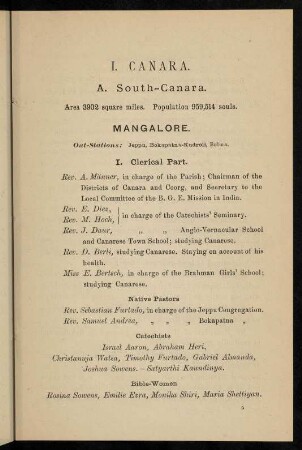 I. CANARA.
A. South-Canara.
Area 3902 square miles. Population 959,514 souls.
MANGALORE.
Out-Stations: Jeppu, Bokapatna-Kudroli, Bolma.
I. Clerical Part.
Rev. A. Männer, in charge of the Parish; Chairman of the
Districts of Canara and Coorg, and Secretary to the
Local Committee of the B. G. E. Mission in India.
Rev. E. Diez,
Rev. M. Hoch,
in charge of the Catechists' Seminary.
Rev. J. Daur, „ „ Anglo-Vernacular School
and Canarese Town School; studying Canarese.
Rev. D. Berli, studying Canarese. Staying on account of his
health.
Miss E. Bertsch, in charge of the Brahman Girls' School;
studying Canarese.
Native Pastors
Rev. Sebastian Furtado, in charge of the Jeppu Congregation.
Rev. Samuel Andrea, „ „ Bokapatna „
Catechists
Israel Aaron, Abraham Heri.
Christanuja Watsa, Timothy Furtado, Gabriel Almanda,
Joshua Sowens. – Satyarthi Kaundinya.
Bible-Women
Rosina Sowens, Emilie Ezra, Monika Shiri, Maria Shettiyan.